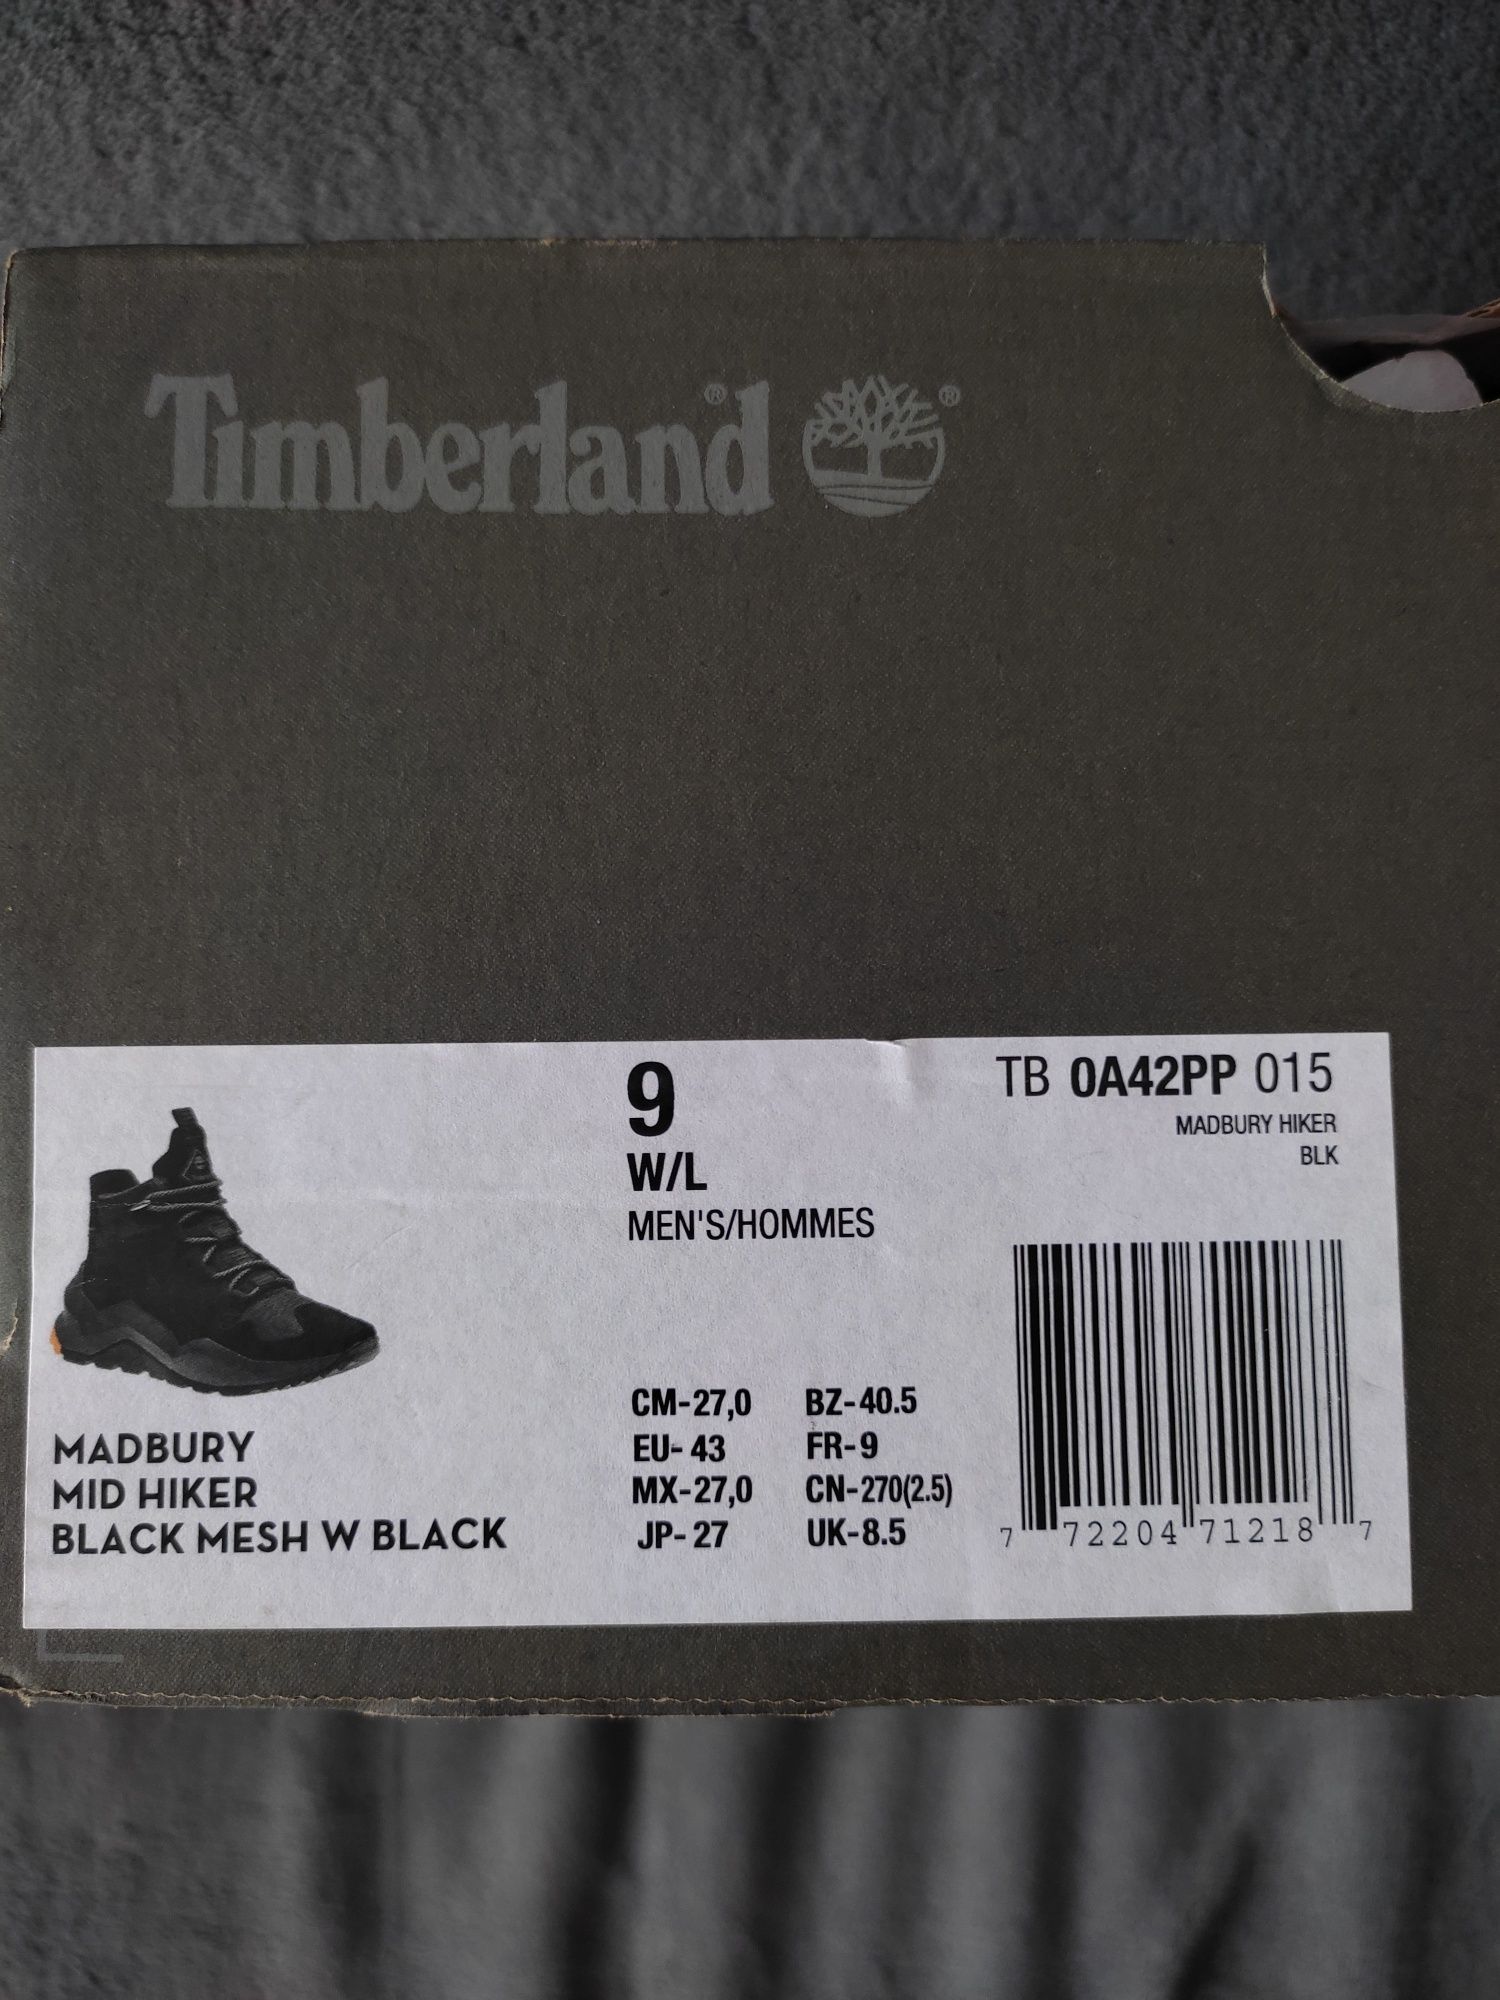 Timberland ® ®
9
W/L
MEN'S/HOMMES
TB 0A42PP 015
MADBURY HIKER
BLK
MADBURY
MID HIKER
BLACK MESH W BLACK
CM-27,0 BZ-40.5
EU- 43 FR-9
MX-27,0 CN-270(2.5)
JP- 27 UK-8.5
7 72204 71218 7